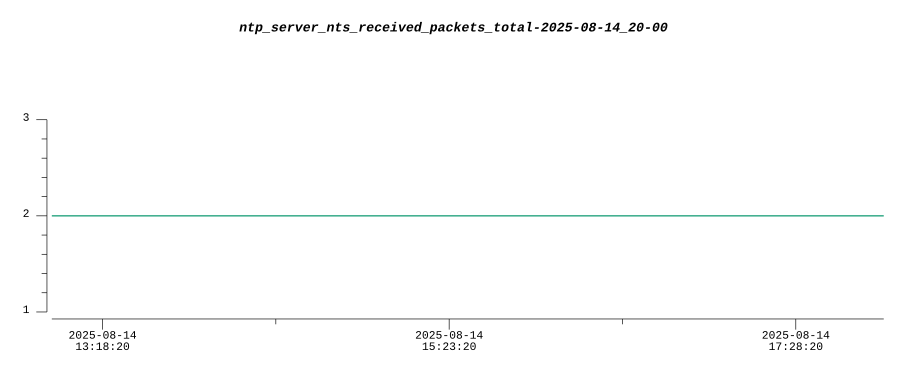 ntp_server_nts_received_packets_total-2025-08-14_20-00
3
2
1
2025-08-14 2025-08-14 2025-08-14
13:18:20 15:23:20 17:28:20